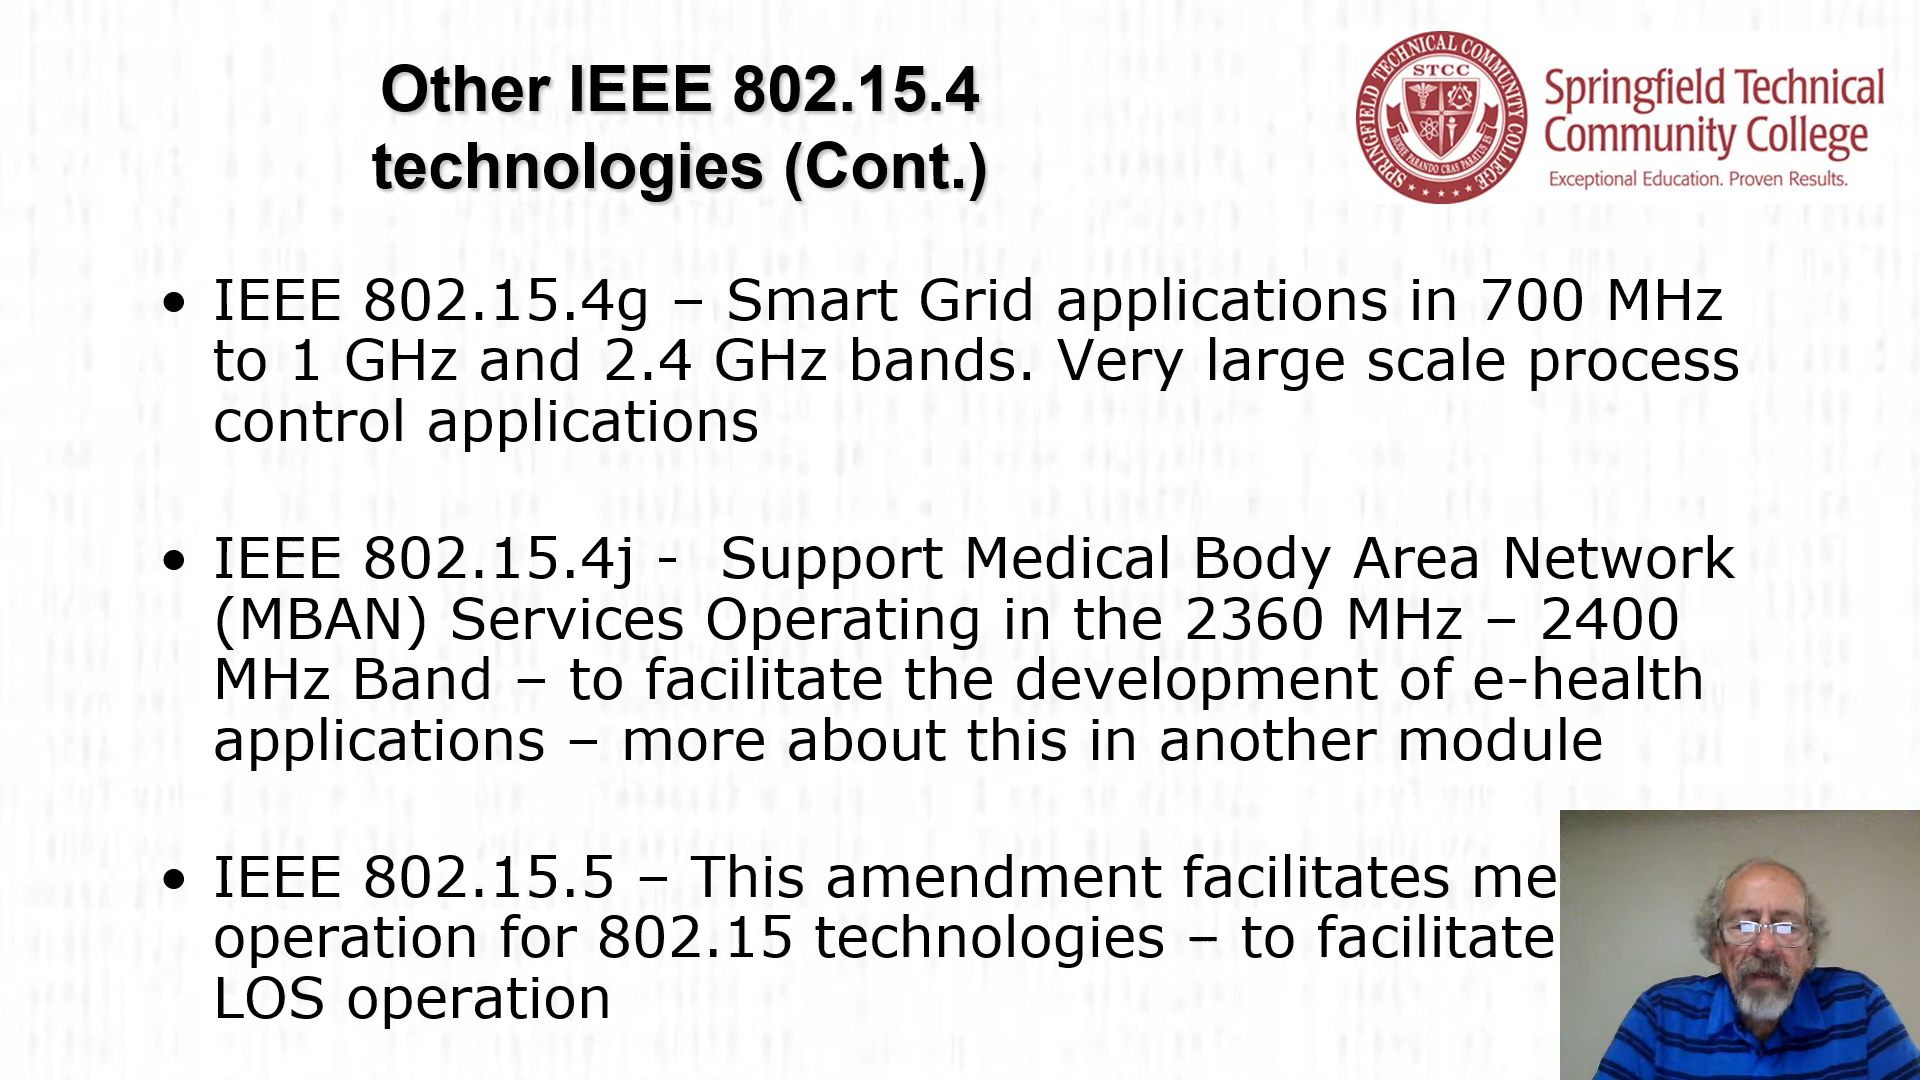 Other IEEE 802.15.4
technologies (Cont.)
SPRINGFIELD TECHNICAL COMMUNITY COLLEGE
STCC
Springfield Technical
Community College
Exceptional Education. Proven Results.
• IEEE 802.15.4g – Smart Grid applications in 700 MHz
to 1 GHz and 2.4 GHz bands. Very large scale process
control applications
• IEEE 802.15.4j - Support Medical Body Area Network
(MBAN) Services Operating in the 2360 MHz – 2400
MHz Band – to facilitate the development of e-health
applications – more about this in another module
• IEEE 802.15.5 – This amendment facilitates me
operation for 802.15 technologies – to facilitate
LOS operation